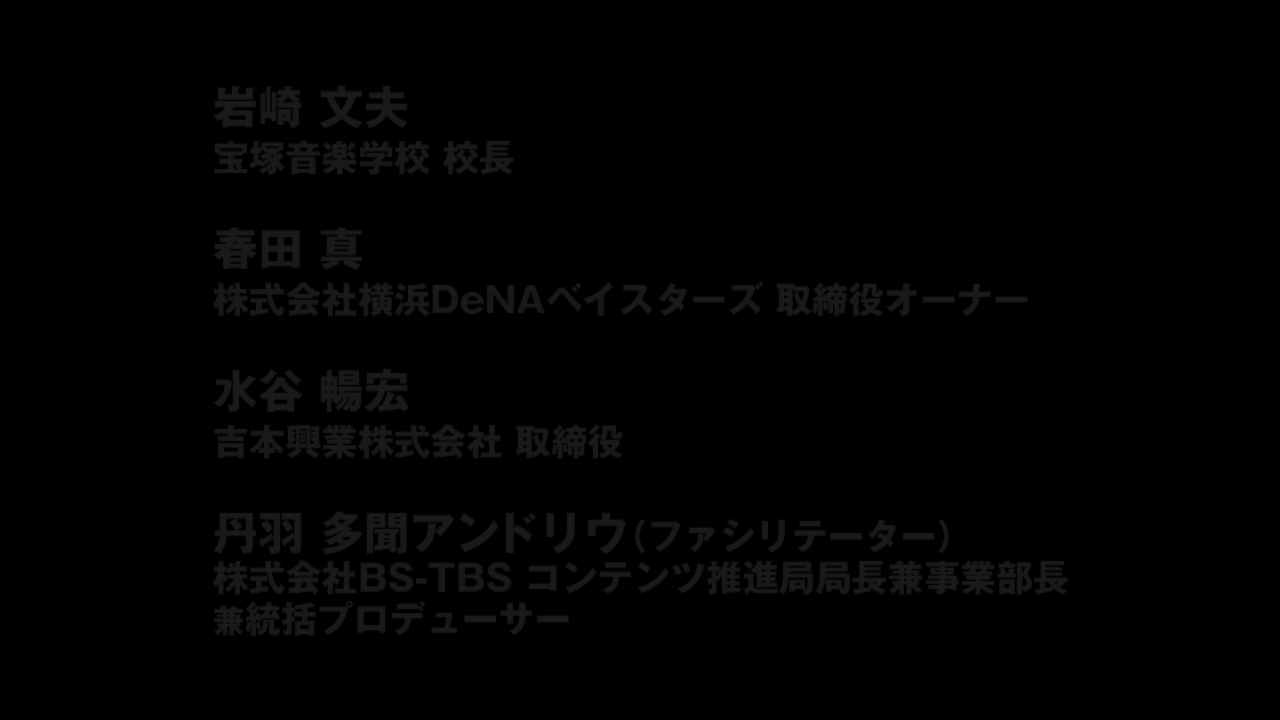 岩崎 文夫
宝塚音楽学校 校長
春田 真
株式会社横浜DeNAベイスターズ 取締役オーナー
水谷 暢宏
吉本興業株式会社 取締役
丹羽 多聞アンドリウ(ファシリテーター)
株式会社BS-TBS コンテンツ推進局局長兼事業部長
兼統括プロデューサー